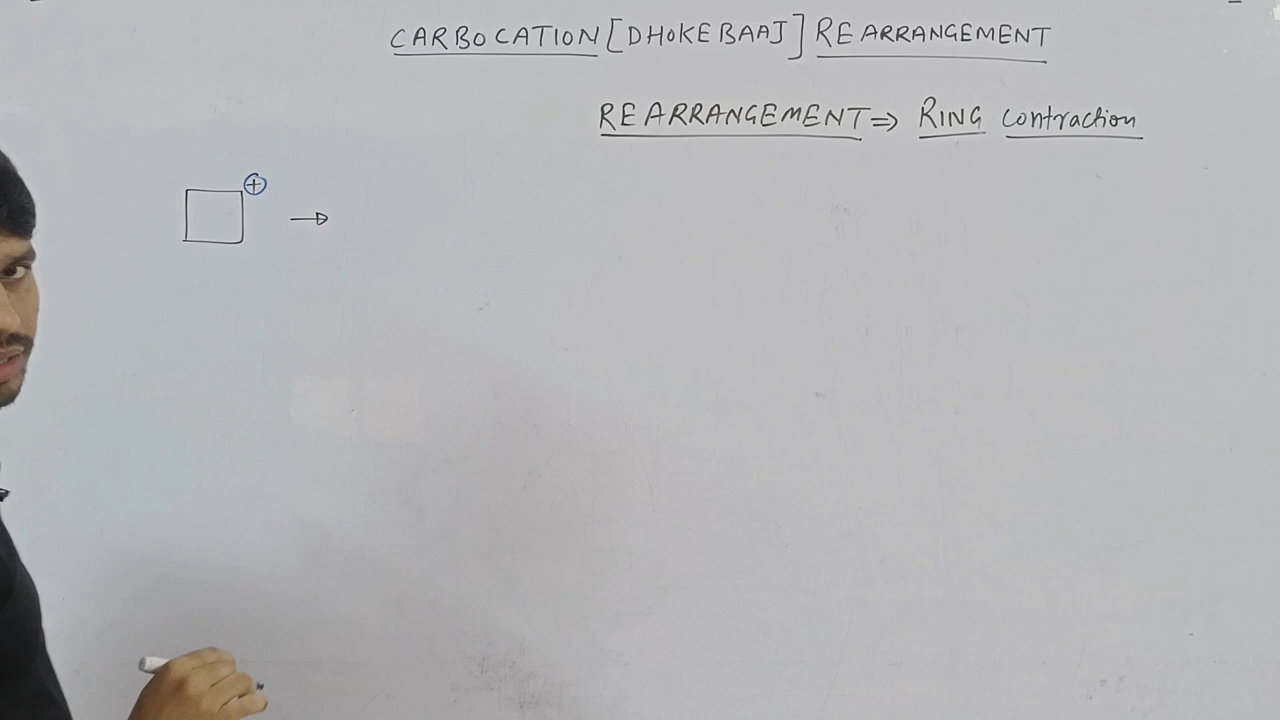 CARBOCATION [DHOKEBAAJ] REARRANGEMENT
REARRANGEMENT ⇒ RING contraction
⊕